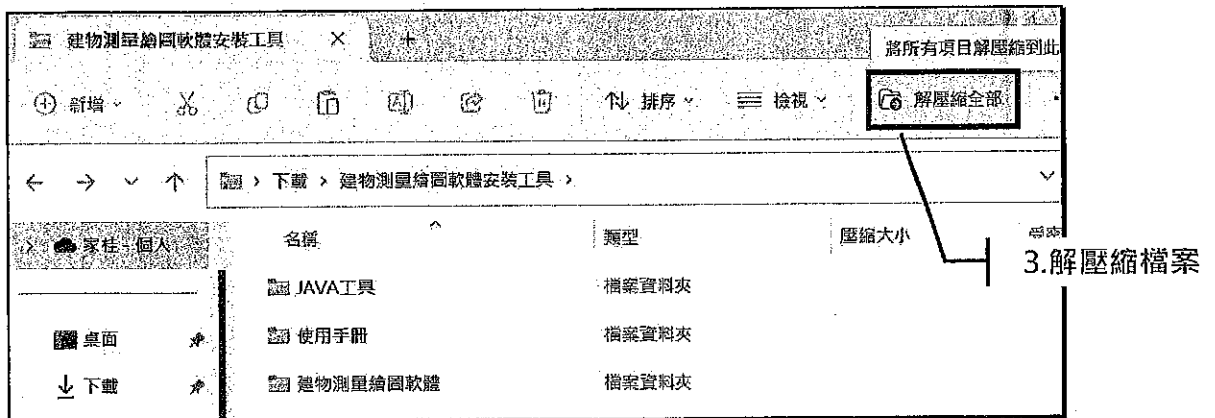 建物測量繪圖軟體安裝工具
將所有項目解壓縮到此
新增
排序
檢視
解壓縮全部
下載 > 建物測量繪圖軟體安裝工具 >
家桂 - 個人
名稱
類型
壓縮大小
3.解壓縮檔案
JAVA工具
檔案資料夾
桌面
使用手冊
檔案資料夾
下載
建物測量繪圖軟體
檔案資料夾